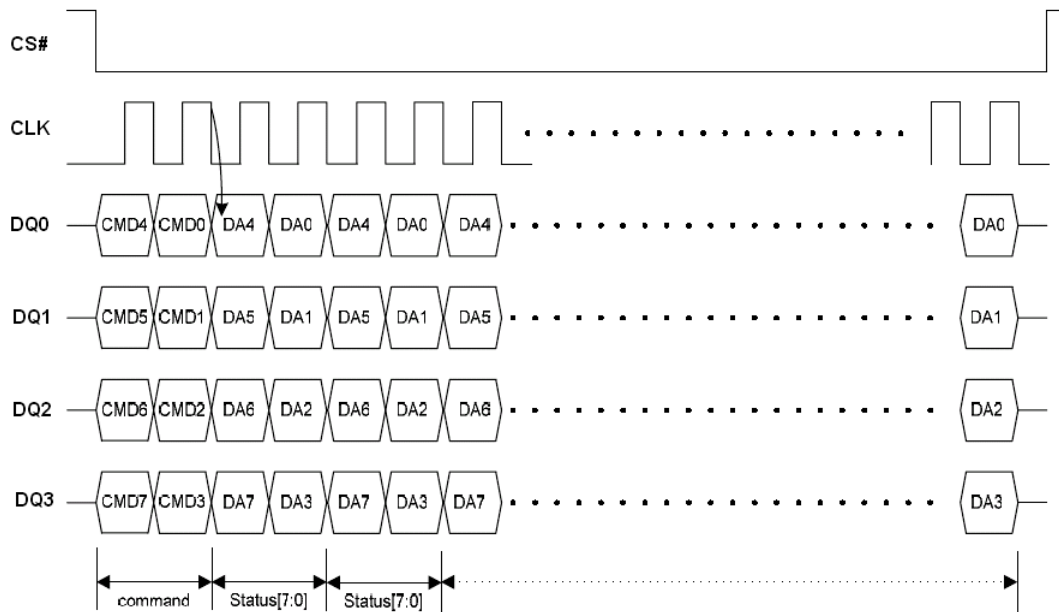 CS#
CLK
DQ0 CMD4 CMD0 DA4 DA0 DA4 DA0 DA4 DA0
DQ1 CMD5 CMD1 DA5 DA1 DA5 DA1 DA5 DA1
DQ2 CMD6 CMD2 DA6 DA2 DA6 DA2 DA6 DA2
DQ3 CMD7 CMD3 DA7 DA3 DA7 DA3 DA7 DA3
command Status[7:0] Status[7:0]